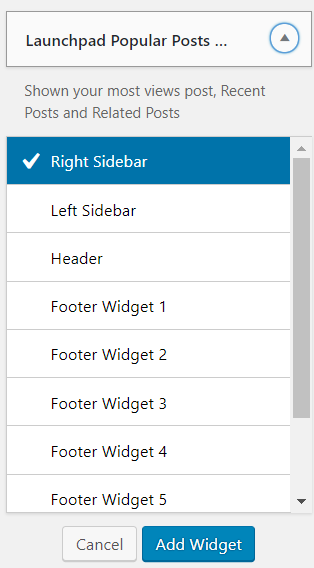 Launchpad Popular Posts ...
Shown your most views post, Recent
Posts and Related Posts
Right Sidebar
Left Sidebar
Header
Footer Widget 1
Footer Widget 2
Footer Widget 3
Footer Widget 4
Footer Widget 5
Cancel Add Widget